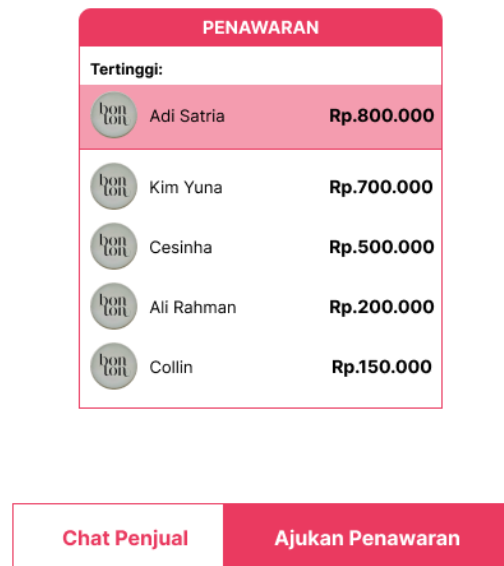 PENAWARAN
Tertinggi:
bon
ton
Adi Satria Rp.800.000
bon
ton
Kim Yuna Rp.700.000
bon
ton
Cesinha Rp.500.000
bon
ton
Ali Rahman Rp.200.000
bon
ton
Collin Rp.150.000
Chat Penjual Ajukan Penawaran